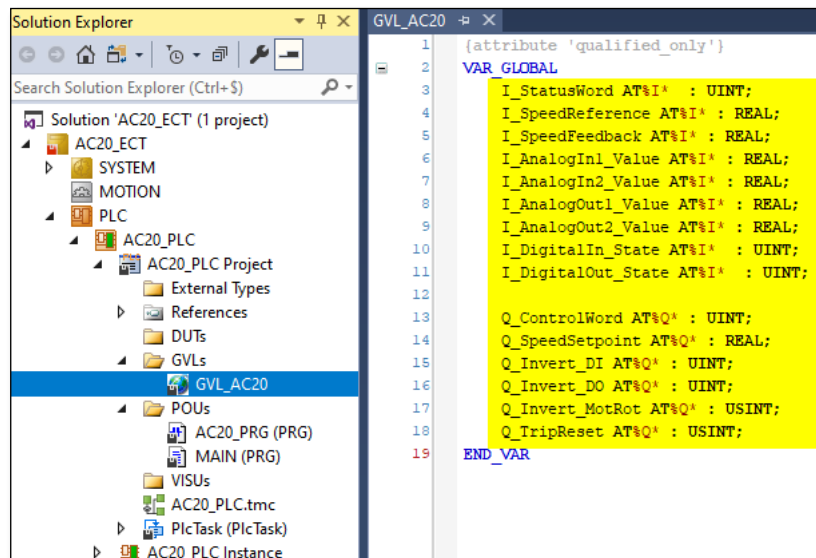 Solution Explorer
Search Solution Explorer (Ctrl+$)
Solution 'AC20_ECT' (1 project)
AC20_ECT
SYSTEM
MOTION
PLC
AC20_PLC
AC20_PLC Project
External Types
References
DUTs
GVLs
GVL_AC20
POUs
AC20_PRG (PRG)
MAIN (PRG)
VISUs
AC20_PLC.tmc
PlcTask (PlcTask)
AC20_PLC Instance
GVL_AC20
1 {attribute 'qualified_only'}
2 VAR_GLOBAL
3 I_StatusWord AT%I* : UINT;
4 I_SpeedReference AT%I* : REAL;
5 I_SpeedFeedback AT%I* : REAL;
6 I_AnalogIn1_Value AT%I* : REAL;
7 I_AnalogIn2_Value AT%I* : REAL;
8 I_AnalogOut1_Value AT%I* : REAL;
9 I_AnalogOut2_Value AT%I* : REAL;
10 I_DigitalIn_State AT%I* : UINT;
11 I_DigitalOut_State AT%I* : UINT;
12
13 Q_ControlWord AT%Q* : UINT;
14 Q_SpeedSetpoint AT%Q* : REAL;
15 Q_Invert_DI AT%Q* : UINT;
16 Q_Invert_DO AT%Q* : UINT;
17 Q_Invert_MotRot AT%Q* : USINT;
18 Q_TripReset AT%Q* : USINT;
19 END_VAR